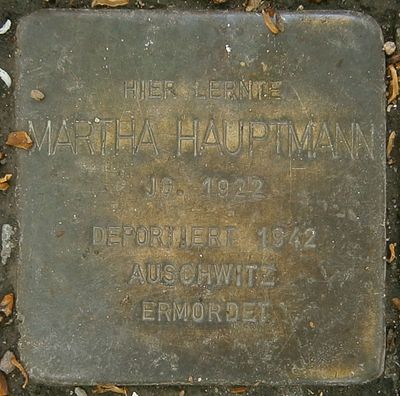 HIER LERNTE
MARTHA HAUPTMANN
JG. 1922
DEPORTIERT 1942
AUSCHWITZ
ERMORDET